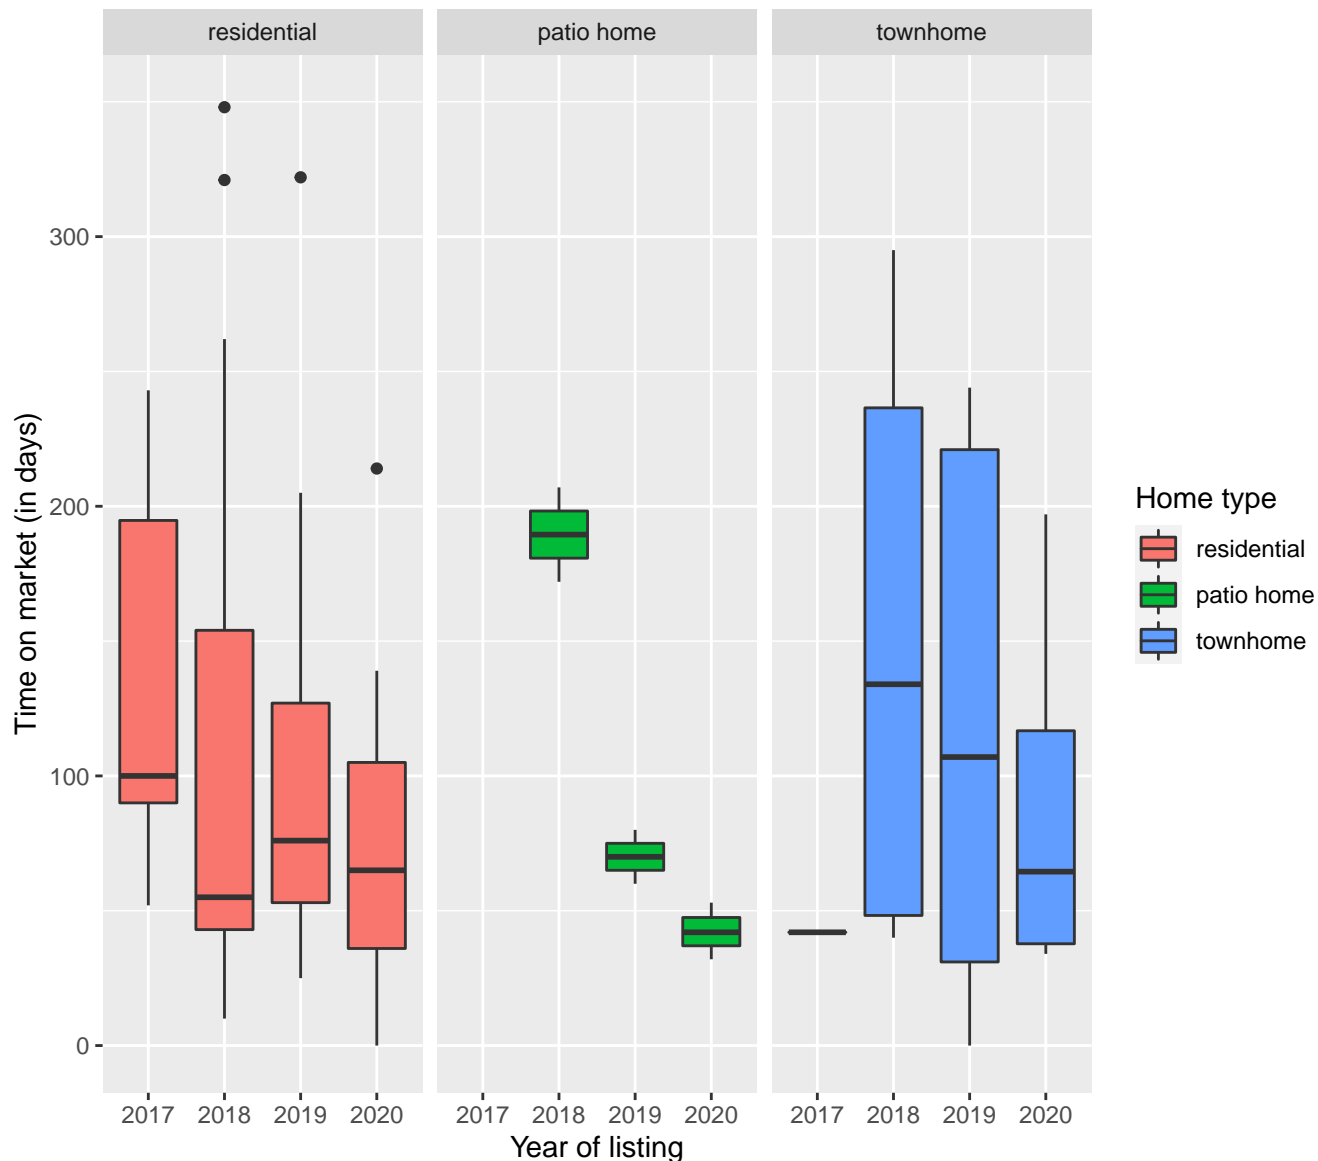 residential patio home townhome
300
200
100
0
Time on market (in days)
2017 2018 2019 2020 2017 2018 2019 2020 2017 2018 2019 2020
Year of listing
Home type
residential
patio home
townhome